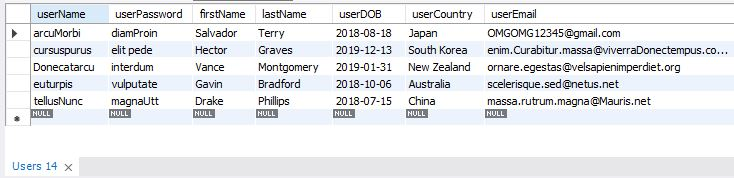 userName userPassword firstName lastName userDOB userCountry userEmail
arcuMorbi diamProin Salvador Terry 2018-08-18 Japan OMGOMG12345@gmail.com
cursuspurus elit pede Hector Graves 2019-12-13 South Korea enim.Curabitur.massa@viverraDonectempus.co...
Donecatarcu interdum Vance Montgomery 2019-01-31 New Zealand ornare.egestas@velsapienimperdiet.org
euturpis vulputate Gavin Bradford 2018-10-06 Australia scelerisque.sed@netus.net
tellusNunc magnaUtt Drake Phillips 2018-07-15 China massa.rutrum.magna@Mauris.net
NULL NULL NULL NULL NULL NULL NULL
Users 14